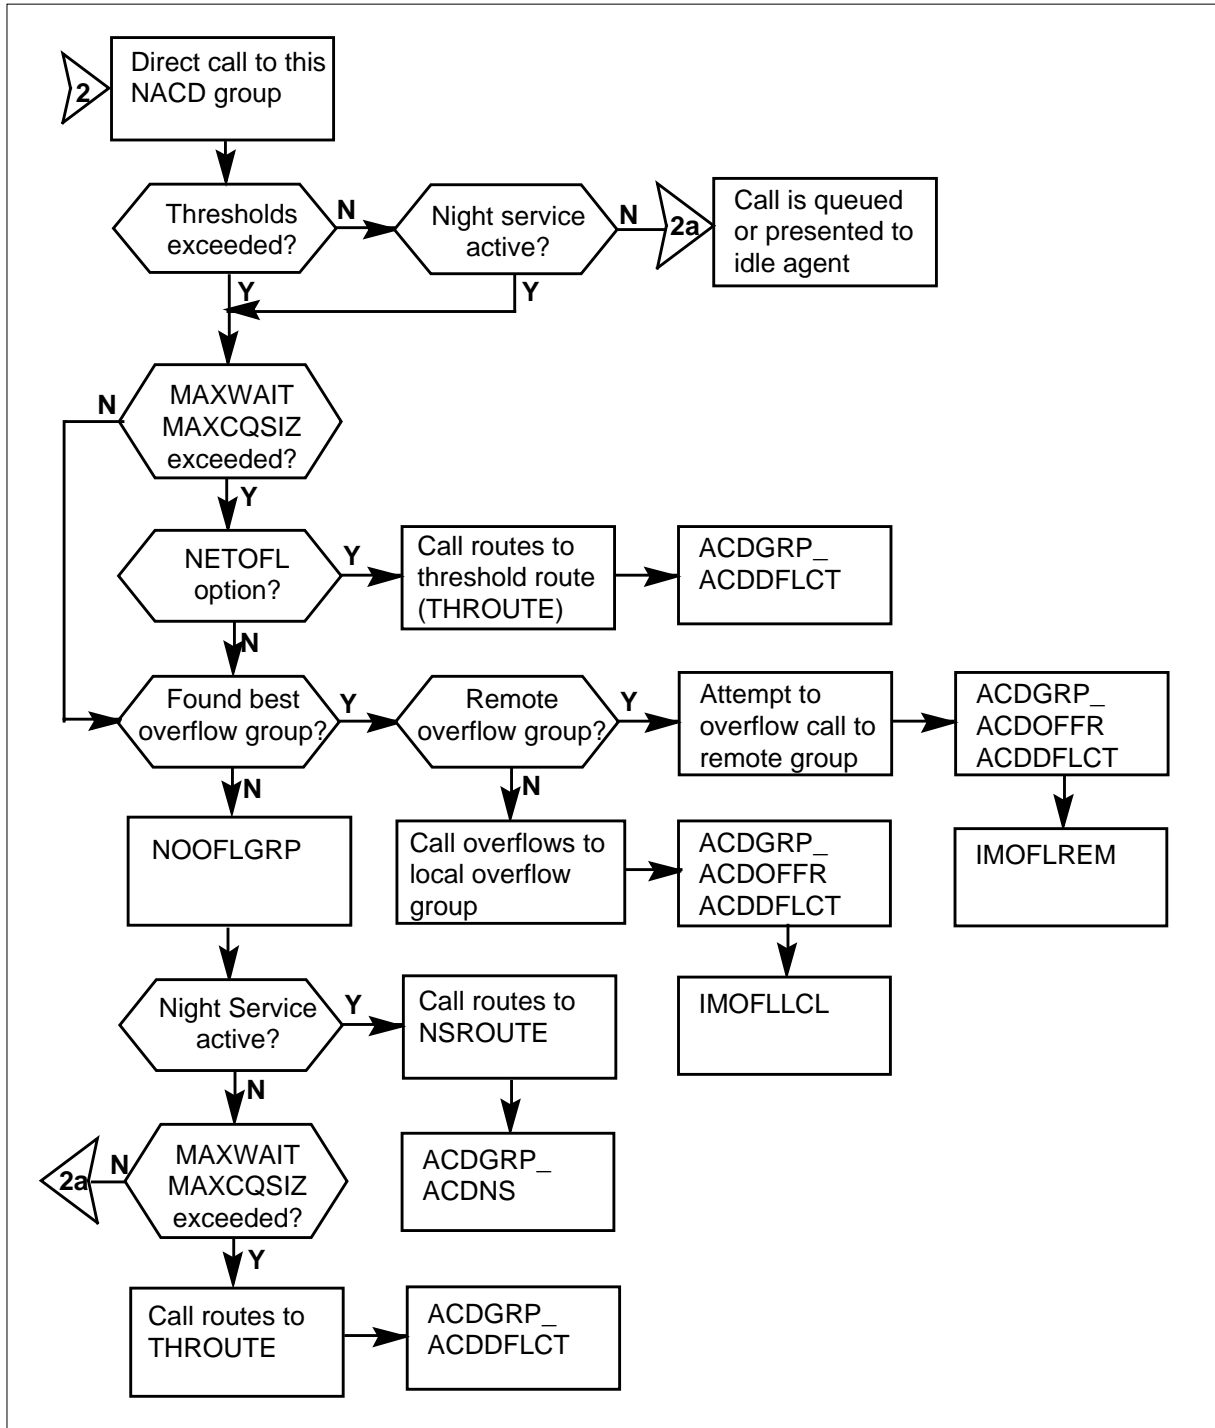 2
Direct call to this
NACD group
Thresholds
exceeded?
N
Night service
active?
N
2a
Call is queued
or presented to
idle agent
Y
Y
MAXWAIT
MAXCQSIZ
exceeded?
N
Y
NETOFL
option?
Y
Call routes to
threshold route
(THROUTE)
ACDGRP_
ACDDFLCT
N
Found best
overflow group?
Y
Remote
overflow group?
Y
Attempt to
overflow call to
remote group
ACDGRP_
ACDOFFR
ACDDFLCT
N
N
NOOFLGRP
Call overflows to
local overflow
group
ACDGRP_
ACDOFFR
ACDDFLCT
IMOFLREM
Night Service
active?
Y
Call routes to
NSROUTE
IMOFLLCL
N
MAXWAIT
MAXCQSIZ
exceeded?
N
2a
ACDGRP_
ACDNS
Y
Call routes to
THROUTE
ACDGRP_
ACDDFLCT